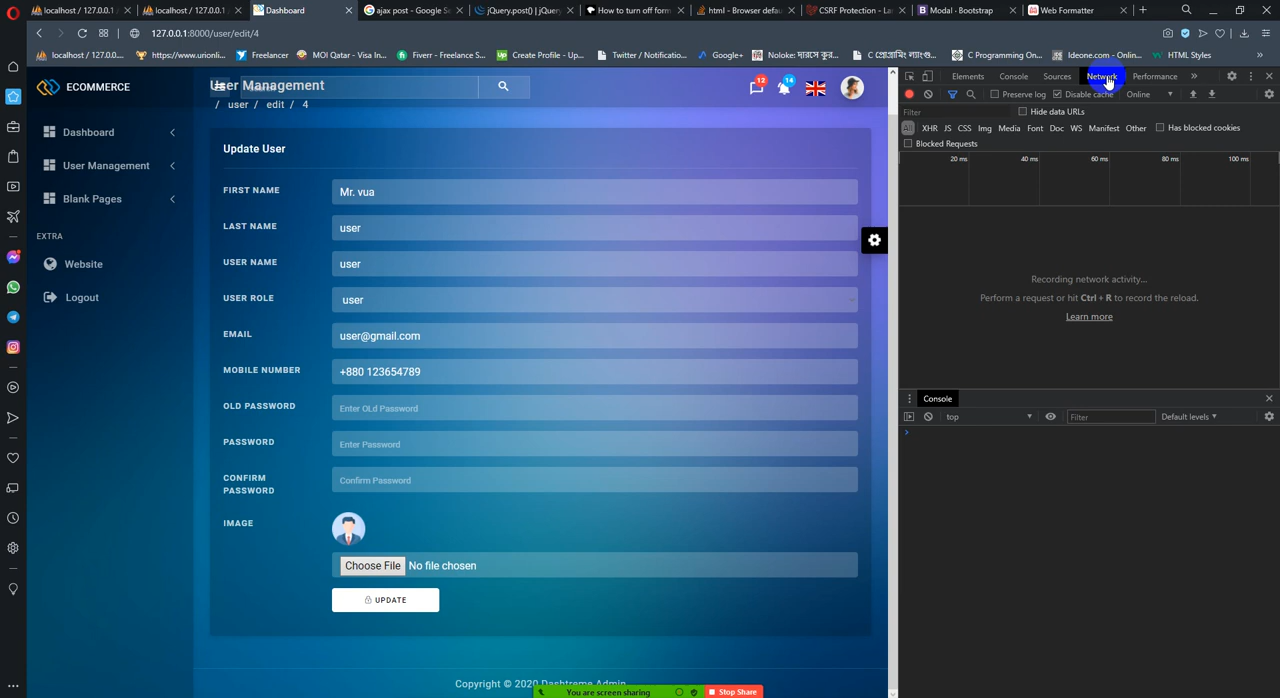 localhost / 127.0.0.1
localhost / 127.0.0.1
Dashboard
ajax post - Google Se
jQuery.post() | jQuery
How to turn off form
html - Browser defau
CSRF Protection - La
Modal · Bootstrap
Web Formatter
127.0.0.1:8000/user/edit/4
localhost / 127.0.0....
https://www.urionli...
Freelancer
MOI Qatar - Visa In...
Fiverr - Freelance S...
Create Profile - Up...
Twitter / Notificatio...
Google+
C Programming On...
Ideone.com - Onlin...
HTML Styles
ECOMMERCE
User Management
12
14
/ user / edit / 4
Dashboard
User Management
Blank Pages
EXTRA
Website
Logout
Update User
FIRST NAME
Mr. vua
LAST NAME
user
USER NAME
user
USER ROLE
user
EMAIL
user@gmail.com
MOBILE NUMBER
+880 123654789
OLD PASSWORD
Enter OLd Password
PASSWORD
Enter Password
CONFIRM
PASSWORD
Confirm Password
IMAGE
Choose File No file chosen
UPDATE
Copyright © 2020 Dashtreme Admin
You are screen sharing
Stop Share
Elements
Console
Sources
Network
Performance
Preserve log
Disable cache
Online
Filter
Hide data URLs
All
XHR
JS
CSS
Img
Media
Font
Doc
WS
Manifest
Other
Has blocked cookies
Blocked Requests
20 ms
40 ms
60 ms
80 ms
100 ms
Recording network activity...
Perform a request or hit Ctrl + R to record the reload.
Learn more
Console
top
Filter
Default levels